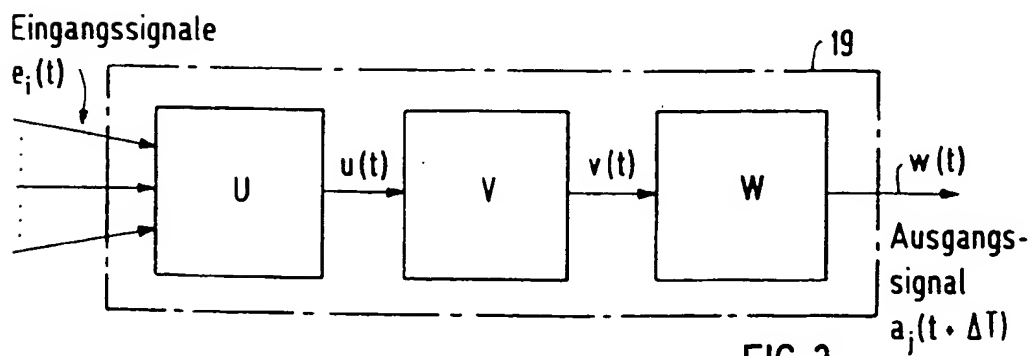 Eingangssignale
e_i(t)
19
U
u(t)
V
v(t)
W
w(t)
Ausgangs-
signal
a_j(t + ΔT)